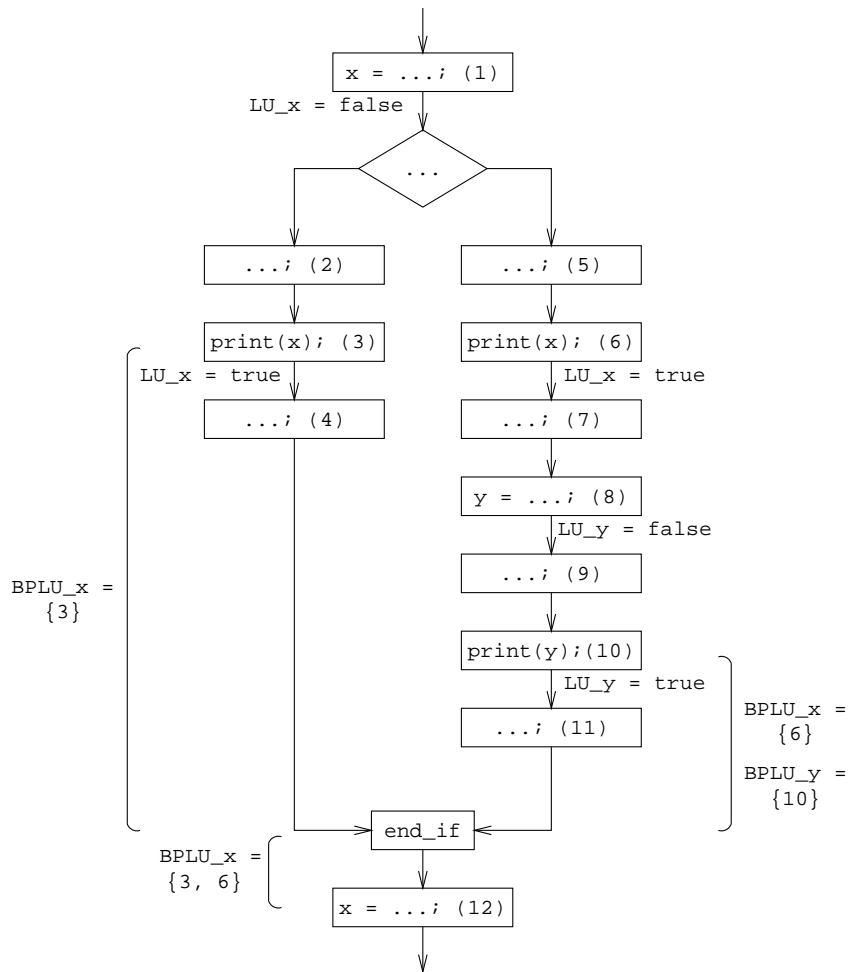 x = ...; (1)
LU_x = false
...
...; (2)
...; (5)
print(x); (3)
print(x); (6)
LU_x = true
LU_x = true
...; (4)
...; (7)
y = ...; (8)
LU_y = false
...; (9)
BPLU_x =
{3}
print(y);(10)
LU_y = true
...; (11)
BPLU_x =
{6}
BPLU_y =
{10}
end_if
BPLU_x =
{3, 6}
x = ...; (12)